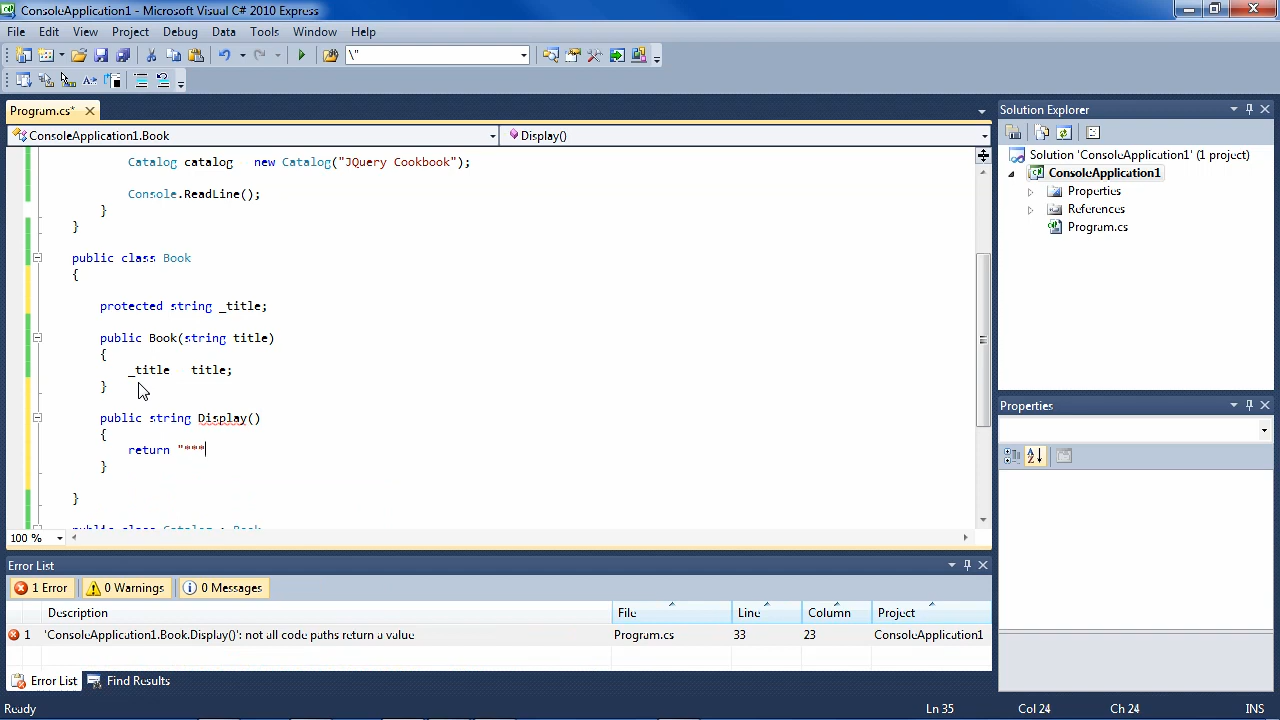 ConsoleApplication1 - Microsoft Visual C# 2010 Express
File Edit View Project Debug Data Tools Window Help
\"
Program.cs*
ConsoleApplication1.Book Display()
Catalog catalog new Catalog("JQuery Cookbook");
Console.ReadLine();
}
}
public class Book
{
protected string _title;
public Book(string title)
{
_title title;
}
public string Display()
{
return "***
}
}
public class Catalog : Book
100 %
Solution Explorer
Solution 'ConsoleApplication1' (1 project)
ConsoleApplication1
Properties
References
Program.cs
Properties
Error List
1 Error 0 Warnings 0 Messages
Description File Line Column Project
1 'ConsoleApplication1.Book.Display()': not all code paths return a value Program.cs 33 23 ConsoleApplication1
Error List Find Results
Ready Ln 35 Col 24 Ch 24 INS